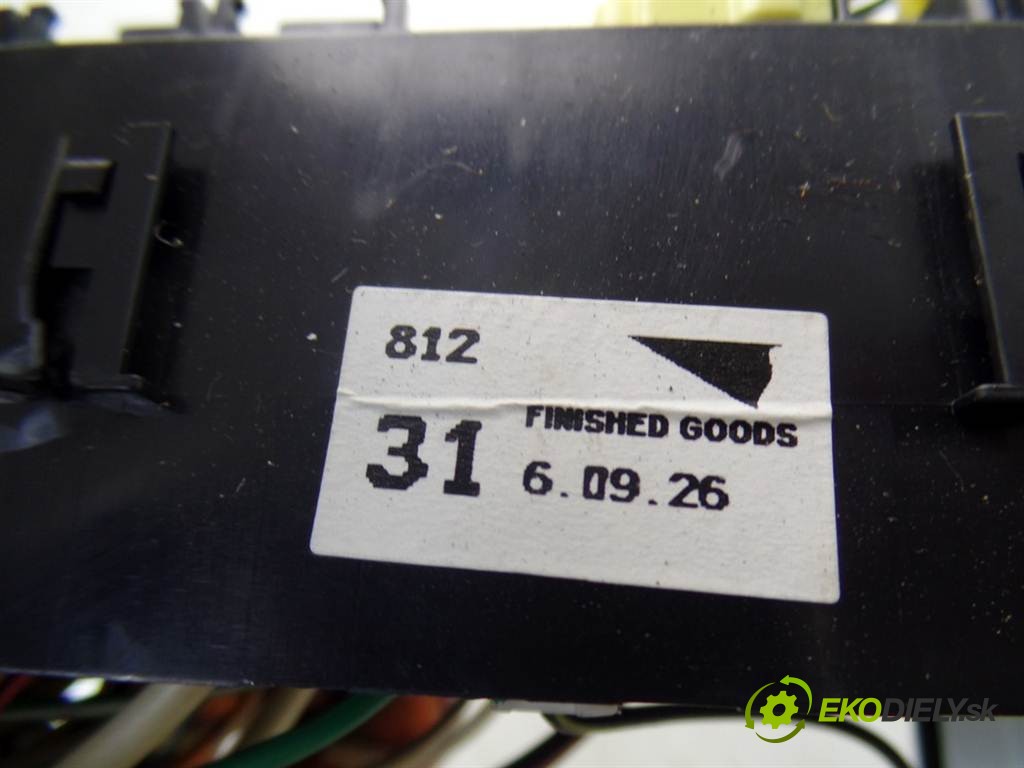 812
31
FINISHED GOODS
6.09.26
EKODIELY.sk